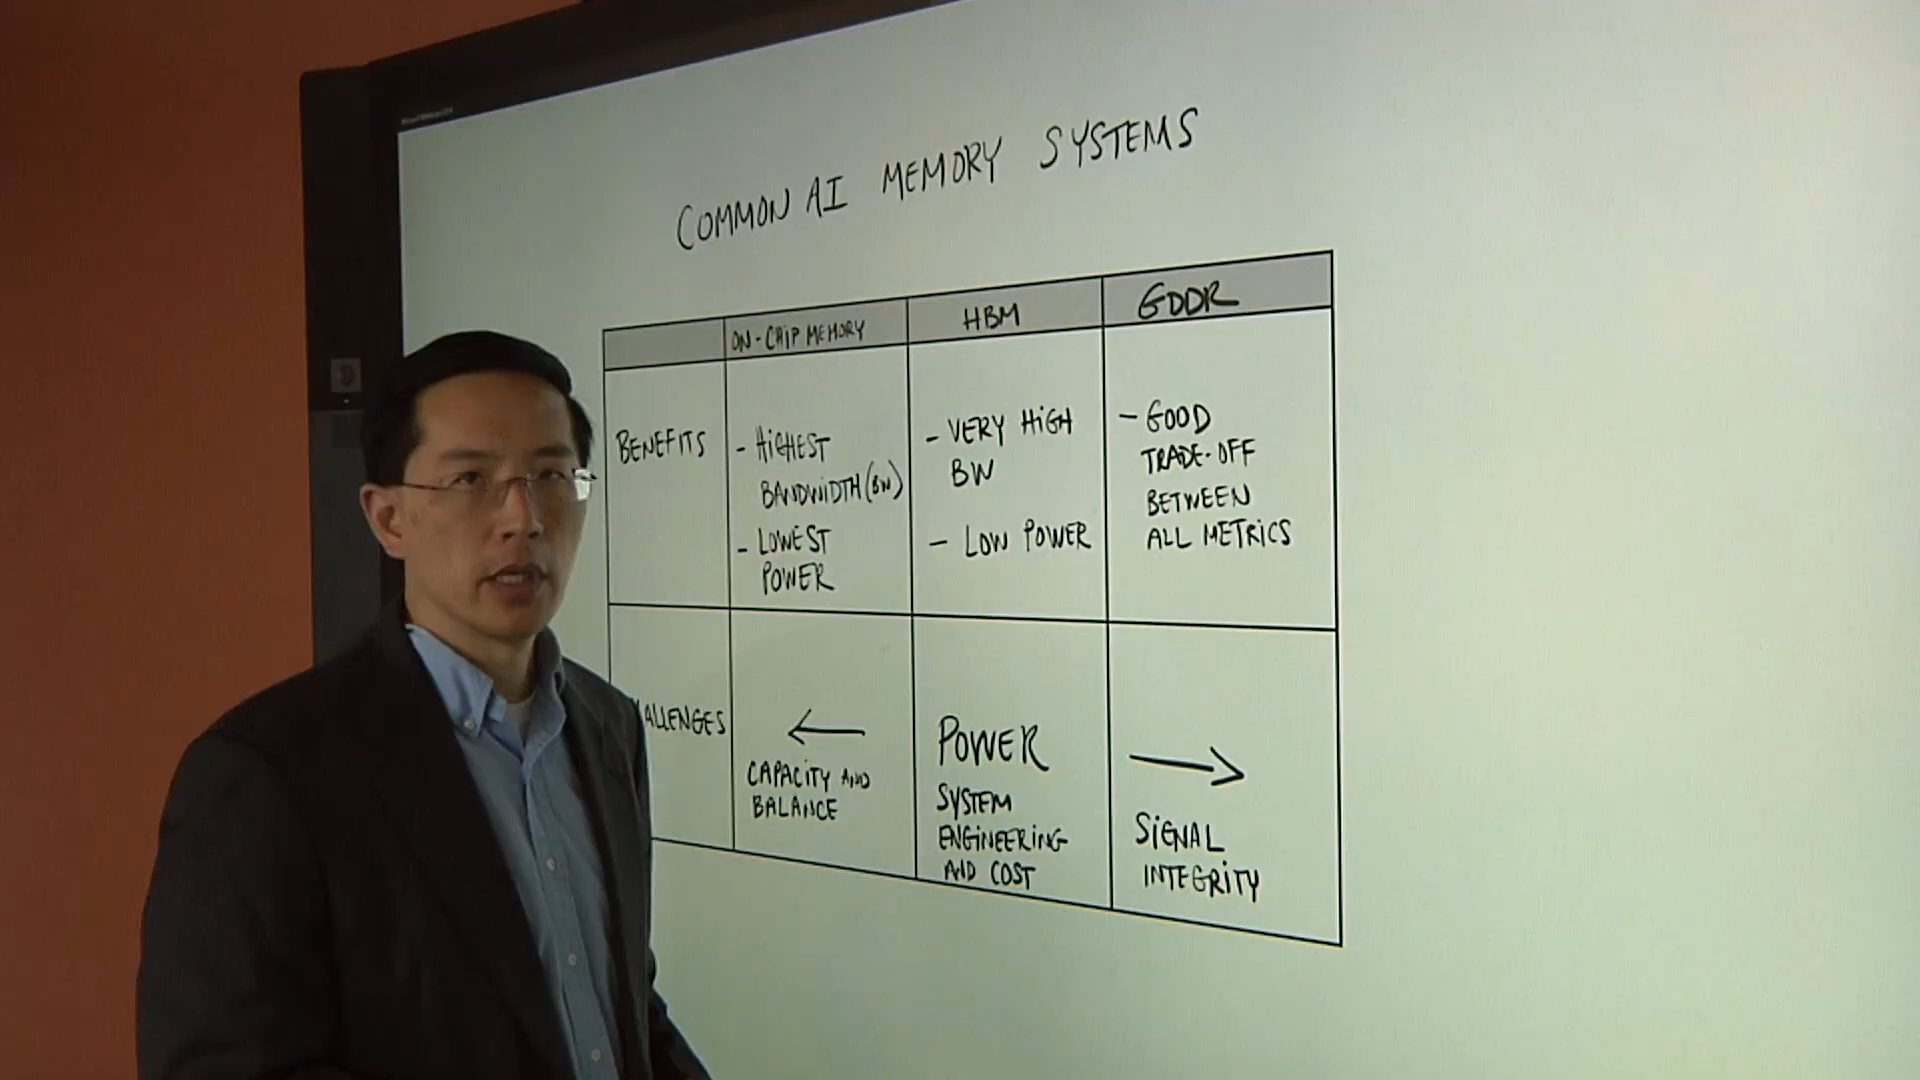 COMMON AI MEMORY SYSTEMS
ON-CHIP MEMORY
HBM
GDDR
BENEFITS
- HIGHEST
BANDWIDTH (BW)
- LOWEST
POWER
- VERY HIGH
BW
- LOW POWER
- GOOD
TRADE-OFF
BETWEEN
ALL METRICS
ALLENGES
←
CAPACITY AND
BALANCE
POWER
SYSTEM
ENGINEERING
AND COST
→
SIGNAL
INTEGRITY